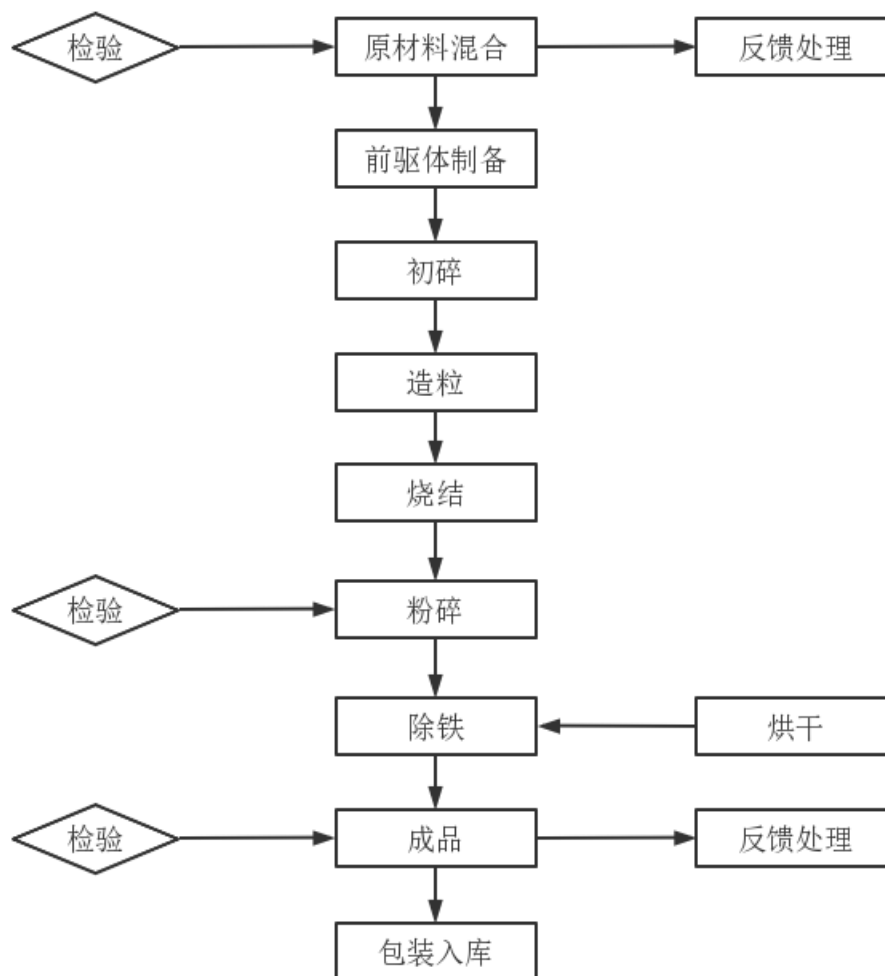 检验
原材料混合
反馈处理
前驱体制备
初碎
造粒
烧结
检验
粉碎
除铁
烘干
检验
成品
反馈处理
包装入库